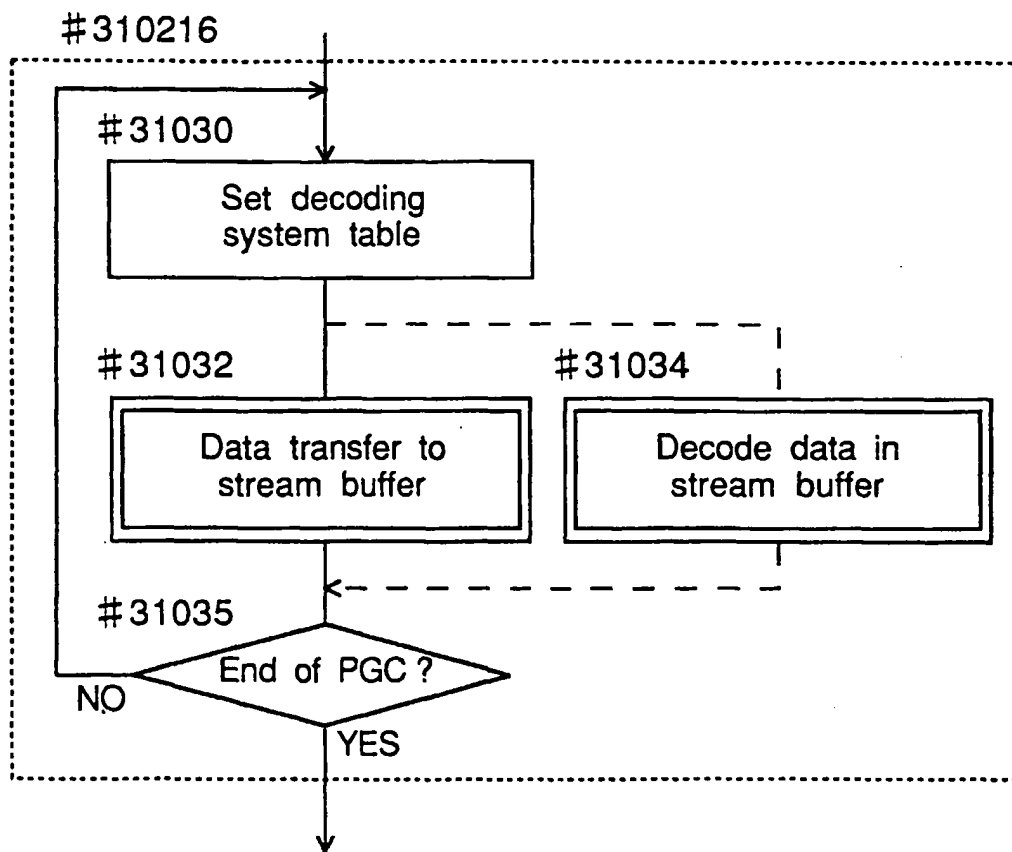 #310216
#31030
Set decoding
system table
#31032
#31034
Data transfer to
stream buffer
Decode data in
stream buffer
#31035
End of PGC?
NO
YES